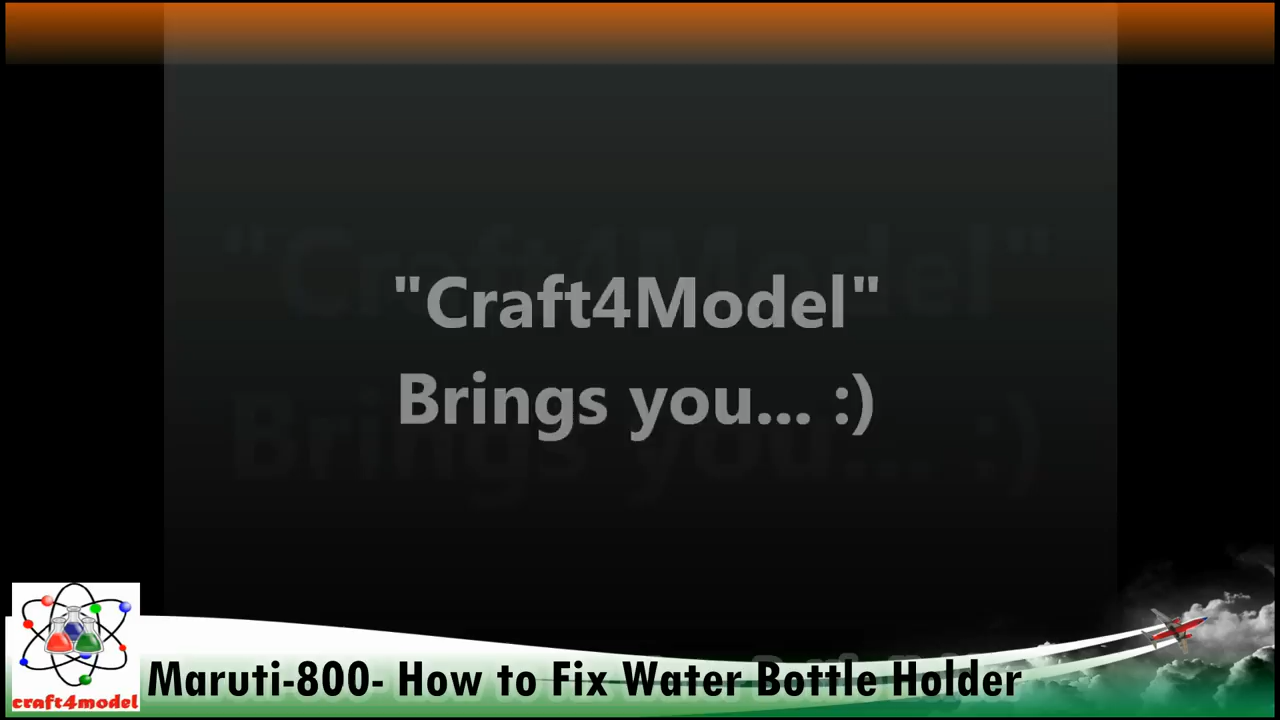 "Craft4Model"
Brings you... :)
craft4model
Maruti-800- How to Fix Water Bottle Holder